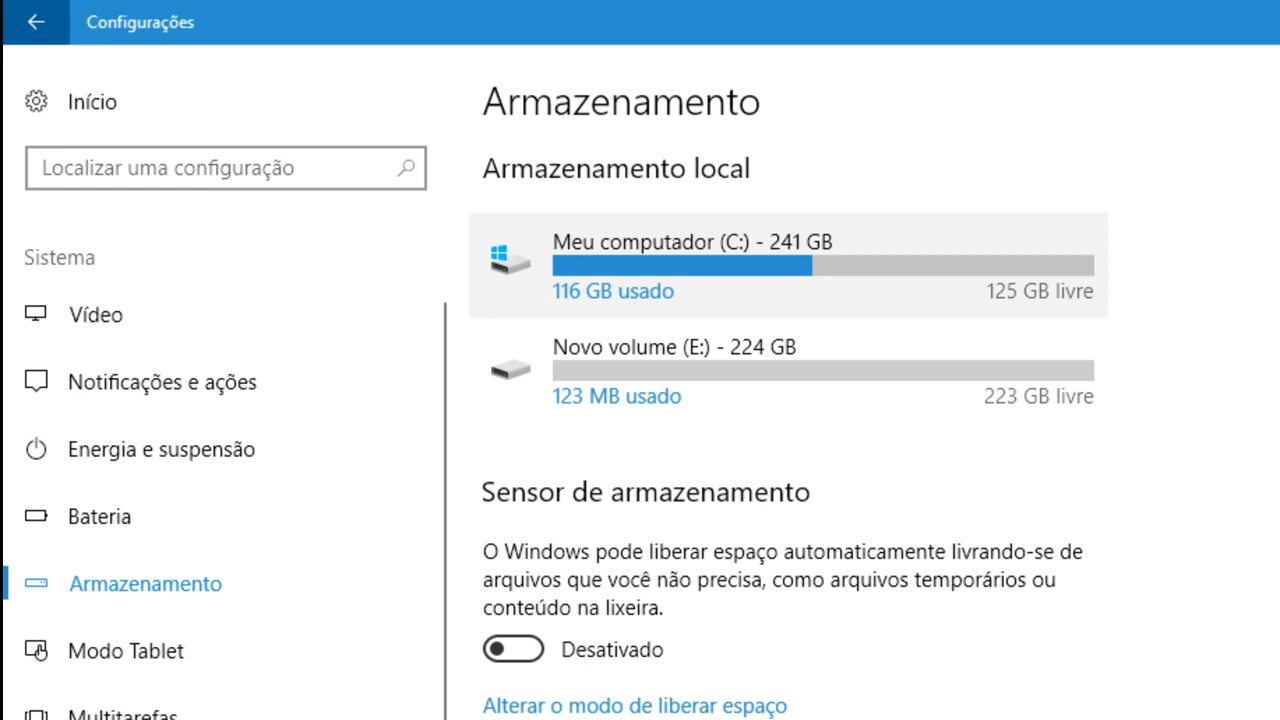 Configurações
Início
Localizar uma configuração
Sistema
Vídeo
Notificações e ações
Energia e suspensão
Bateria
Armazenamento
Modo Tablet
Multitarefas
Armazenamento
Armazenamento local
Meu computador (C:) - 241 GB
116 GB usado 125 GB livre
Novo volume (E:) - 224 GB
123 MB usado 223 GB livre
Sensor de armazenamento
O Windows pode liberar espaço automaticamente livrando-se de
arquivos que você não precisa, como arquivos temporários ou
conteúdo na lixeira.
Desativado
Alterar o modo de liberar espaço